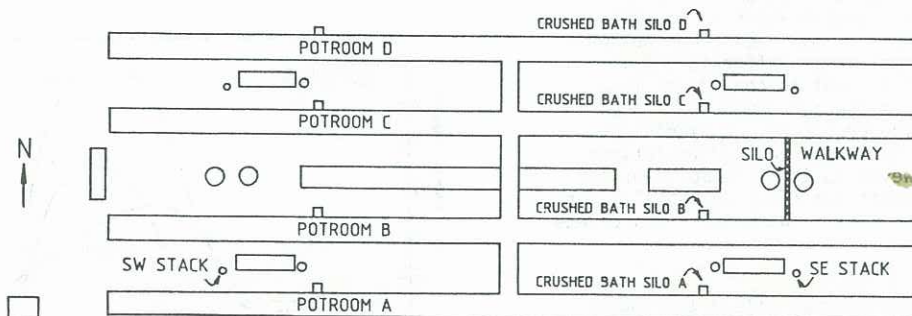 CRUSHED BATH SILO D
POTROOM D
CRUSHED BATH SILO C
POTROOM C
N
SILO WALKWAY
CRUSHED BATH SILO B
POTROOM B
SW STACK
SE STACK
CRUSHED BATH SILO A
POTROOM A